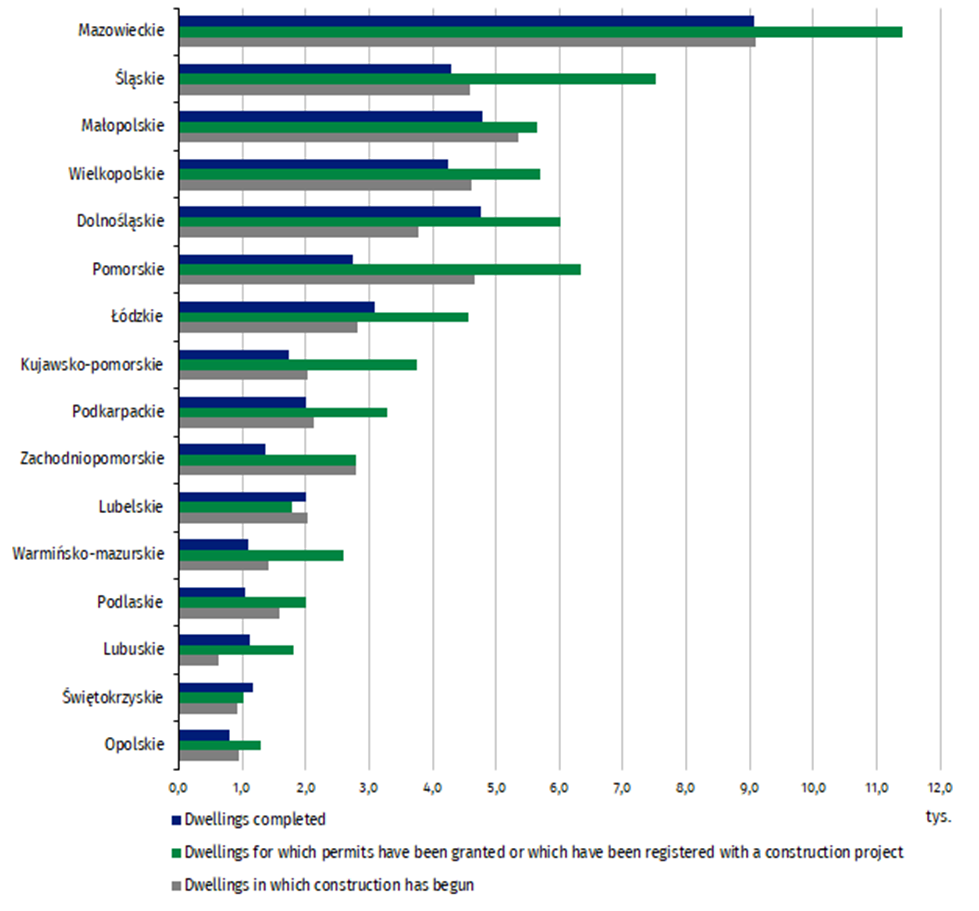 Mazowieckie
Śląskie
Małopolskie
Wielkopolskie
Dolnośląskie
Pomorskie
Łódzkie
Kujawsko-pomorskie
Podkarpackie
Zachodniopomorskie
Lubelskie
Warmińsko-mazurskie
Podlaskie
Lubuskie
Świętokrzyskie
Opolskie
0,0 1,0 2,0 3,0 4,0 5,0 6,0 7,0 8,0 9,0 10,0 11,0 12,0
tys.
Dwellings completed
Dwellings for which permits have been granted or which have been registered with a construction project
Dwellings in which construction has begun